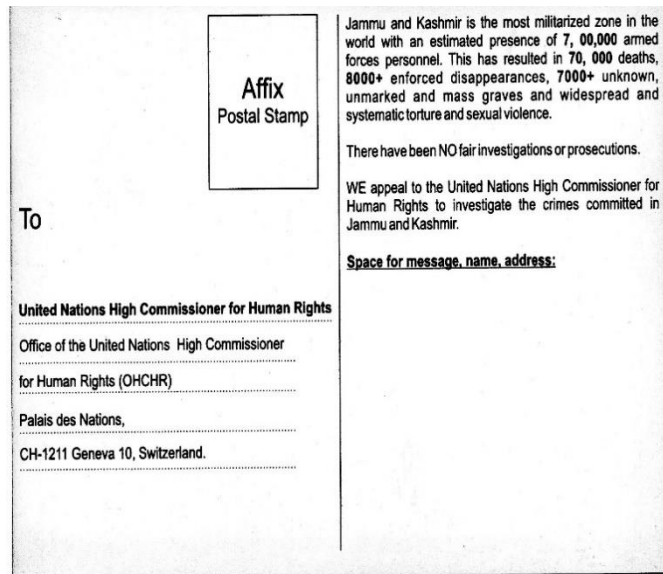 Affix
Postal Stamp
To
United Nations High Commissioner for Human Rights
Office of the United Nations High Commissioner
for Human Rights (OHCHR)
Palais des Nations,
CH-1211 Geneva 10, Switzerland.
Jammu and Kashmir is the most militarized zone in the
world with an estimated presence of 7, 00,000 armed
forces personnel. This has resulted in 70, 000 deaths,
8000+ enforced disappearances, 7000+ unknown,
unmarked and mass graves and widespread and
systematic torture and sexual violence.
There have been NO fair investigations or prosecutions.
WE appeal to the United Nations High Commissioner for
Human Rights to investigate the crimes committed in
Jammu and Kashmir.
Space for message, name, address: